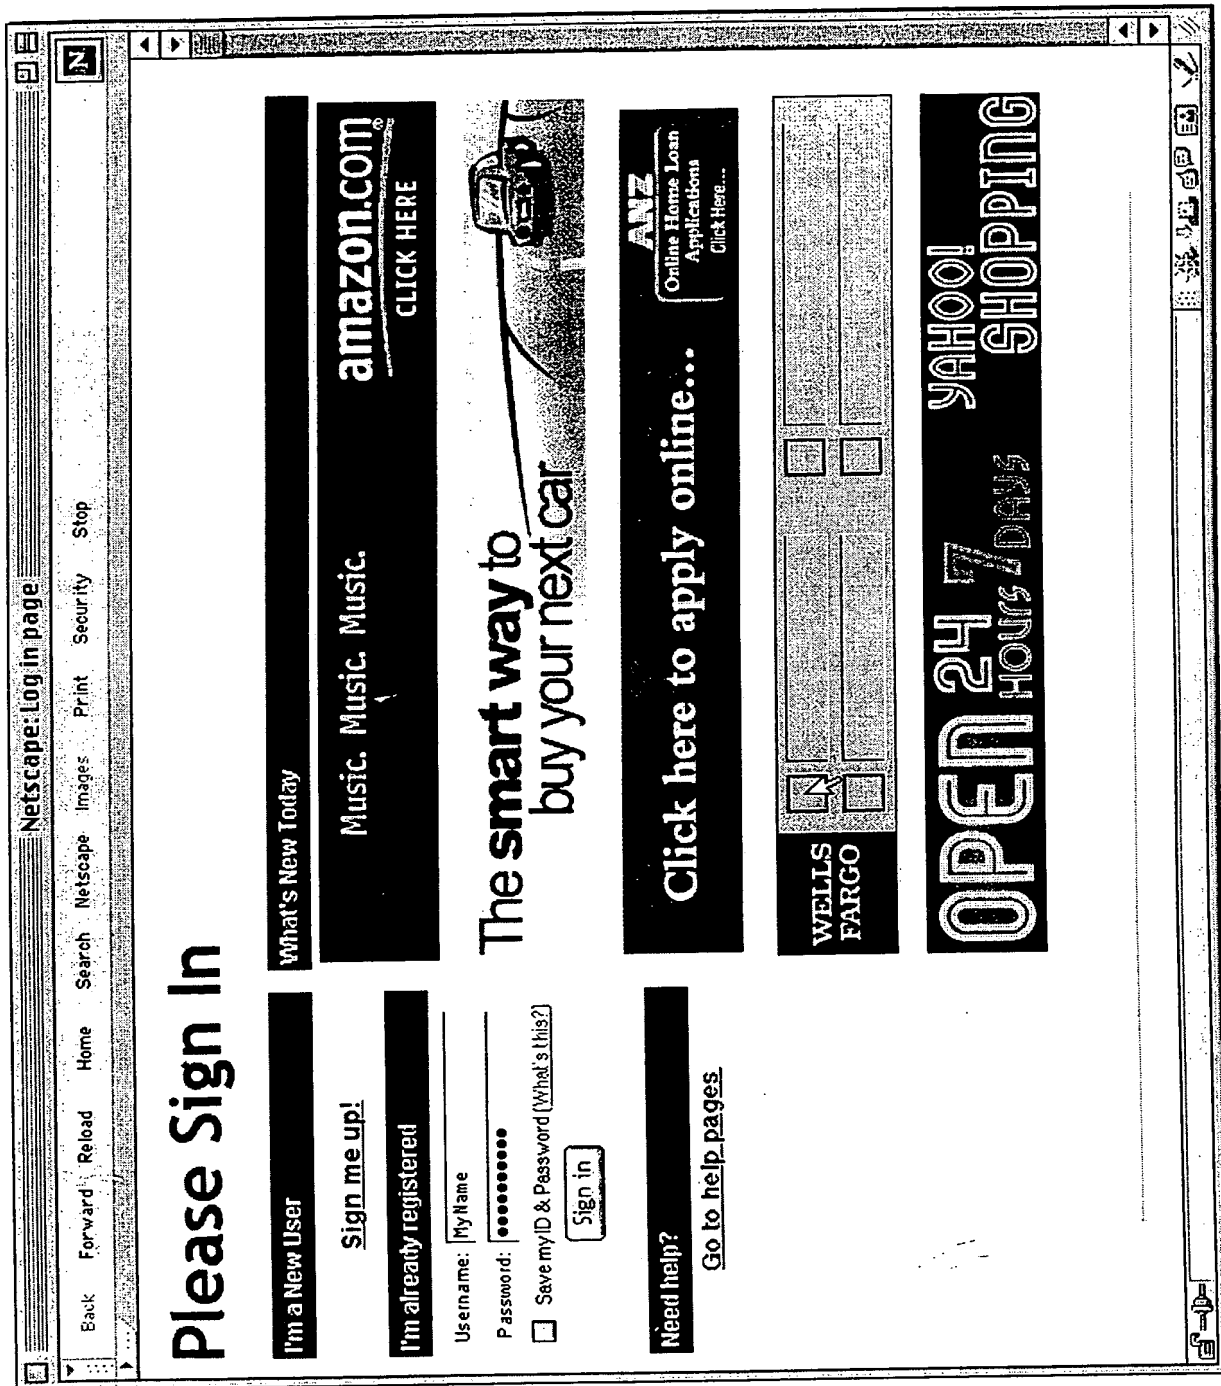 Netscape: Log in page
Back Forward Reload Home Search Netscape Images Print Security Stop
N
Please Sign In
I'm a New User
Sign me up!
I'm already registered
Username: MyName
Password: ••••••••••
Save my ID & Password (What's this?)
Sign in
Need help?
Go to help pages
What's New Today
Music. Music. Music.
amazon.com
CLICK HERE
The smart way to
buy your next car
Click here to apply online...
ANZ
Online Home Loan
Applications
Click Here...
WELLS
FARGO
OPEN 24 HOURS 7 DAYS
YAHOO!
SHOPPING